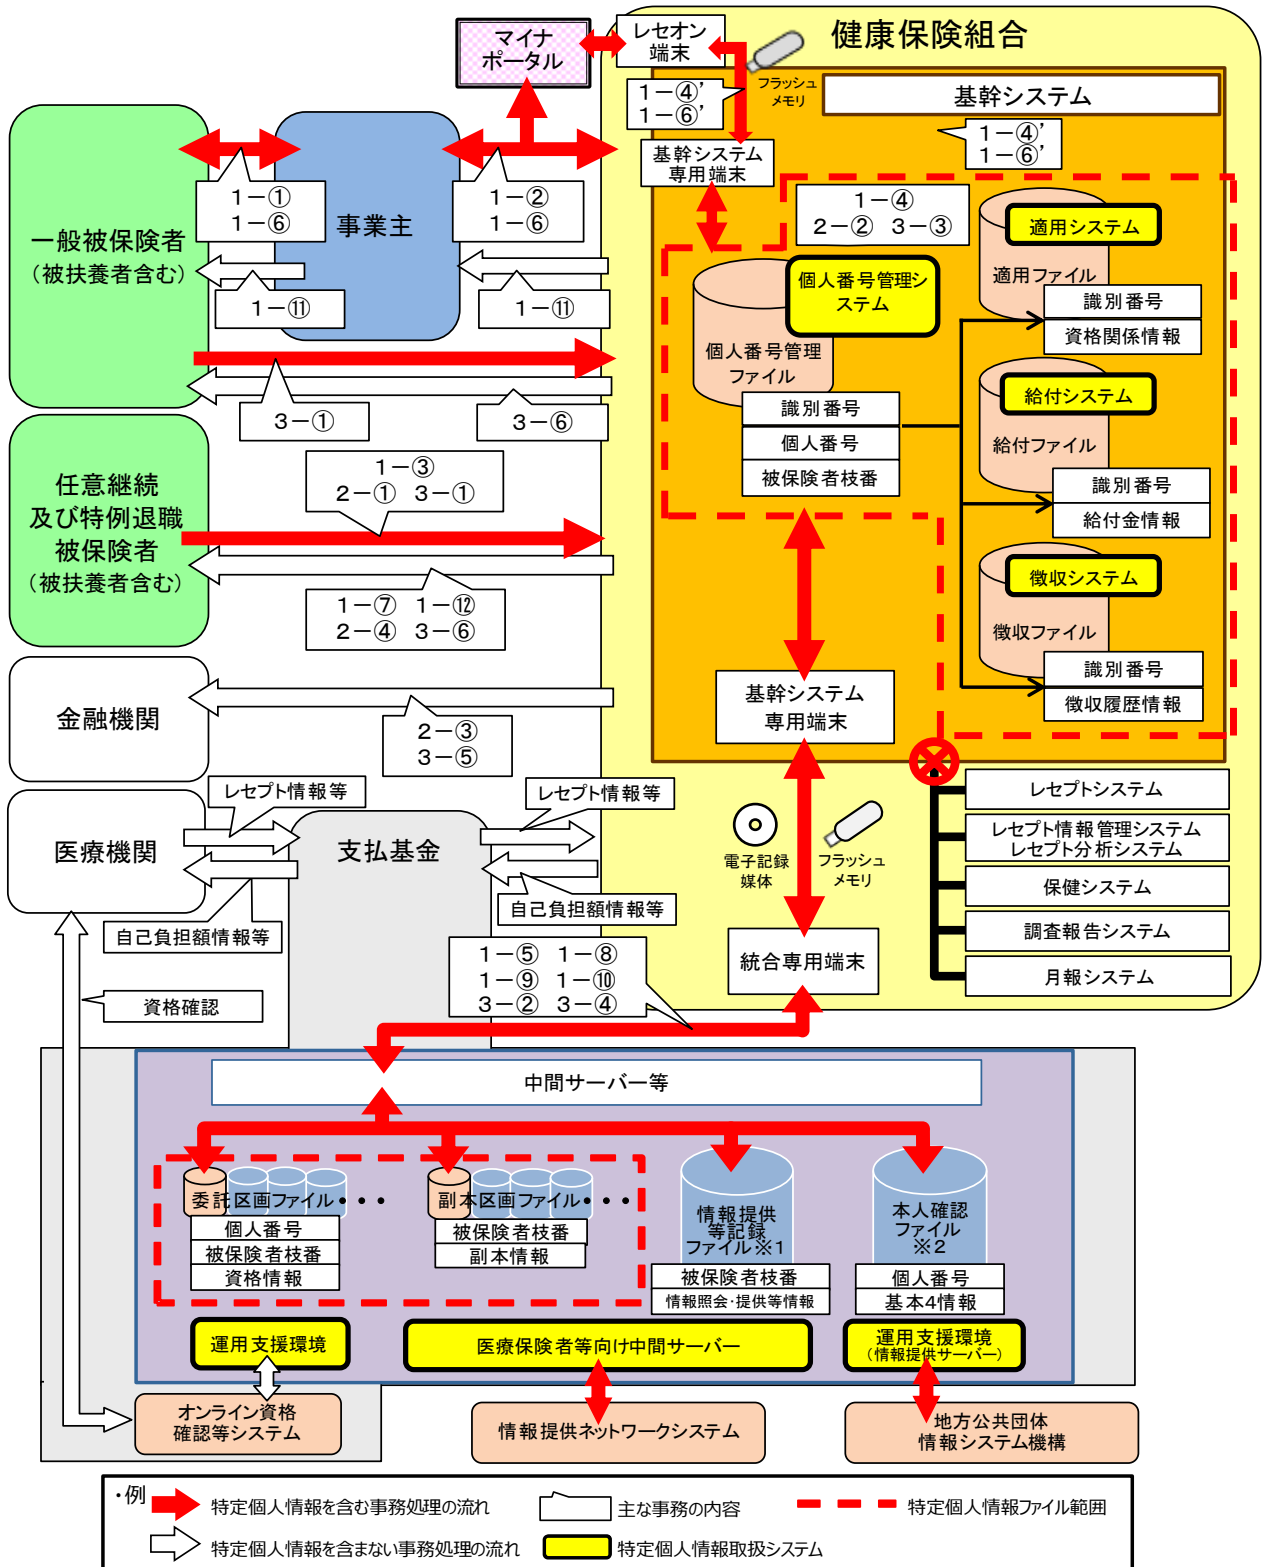 マイナ
ポータル
レセオン
端末
健康保険組合
フラッシュ
メモリ
基幹システム
1－④’
1－⑥’
1－④’
1－⑥’
基幹システム
専用端末
1－①
1－⑥
1－②
1－⑥
一般被保険者
（被扶養者含む）
事業主
1－④
2－② 3－③
適用システム
適用ファイル
識別番号
資格関係情報
個人番号管理シ
ステム
個人番号管理
ファイル
識別番号
個人番号
被保険者枝番
1－⑪
1－⑪
給付システム
給付ファイル
識別番号
給付金情報
3－①
3－⑥
任意継続
及び特例退職
被保険者
（被扶養者含む）
1－③
2－① 3－①
1－⑦ 1－⑫
2－④ 3－⑥
徴収システム
徴収ファイル
識別番号
徴収履歴情報
金融機関
2－③
3－⑤
基幹システム
専用端末
医療機関
レセプト情報等
レセプト情報等
支払基金
自己負担額情報等
自己負担額情報等
電子記録
媒体
フラッシュ
メモリ
レセプトシステム
レセプト情報管理システム
レセプト分析システム
保健システム
調査報告システム
月報システム
統合専用端末
1－⑤ 1－⑧
1－⑨ 1－⑩
3－② 3－④
資格確認
中間サーバー等
委託区画ファイル・・・
個人番号
被保険者枝番
資格情報
副本区画ファイル・・・
被保険者枝番
副本情報
情報提供
等記録
ファイル※1
被保険者枝番
情報照会・提供等情報
本人確認
ファイル
※2
個人番号
基本4情報
運用支援環境
医療保険者等向け中間サーバー
運用支援環境
（情報提供サーバー）
オンライン資格
確認等システム
情報提供ネットワークシステム
地方公共団体
情報システム機構
・例
特定個人情報を含む事務処理の流れ
主な事務の内容
特定個人情報ファイル範囲
特定個人情報を含まない事務処理の流れ
特定個人情報取扱システム